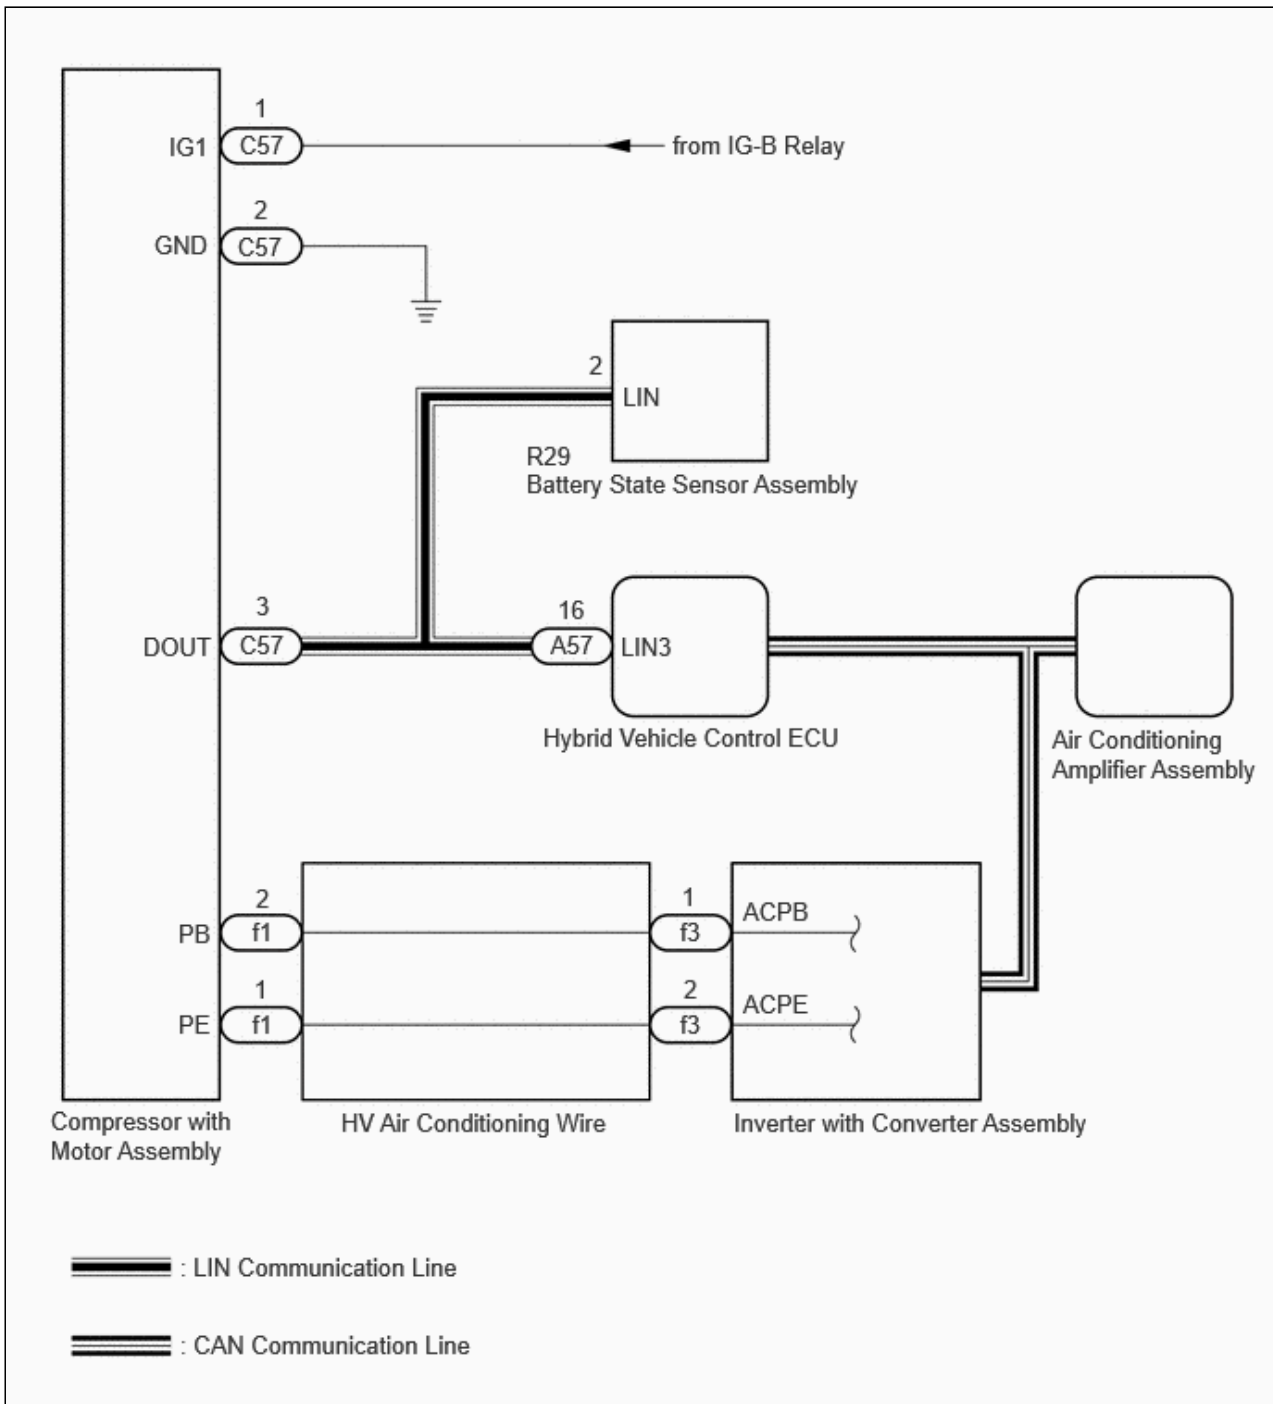 1
IG1 C57 from IG-B Relay
2
GND C57
2
LIN
R29
Battery State Sensor Assembly
3
DOUT C57
16
A57 LIN3
Hybrid Vehicle Control ECU
Air Conditioning
Amplifier Assembly
2
PB f1
1
f3 ACPB
1
PE f1
2
f3 ACPE
Compressor with
Motor Assembly
HV Air Conditioning Wire
Inverter with Converter Assembly
: LIN Communication Line
: CAN Communication Line